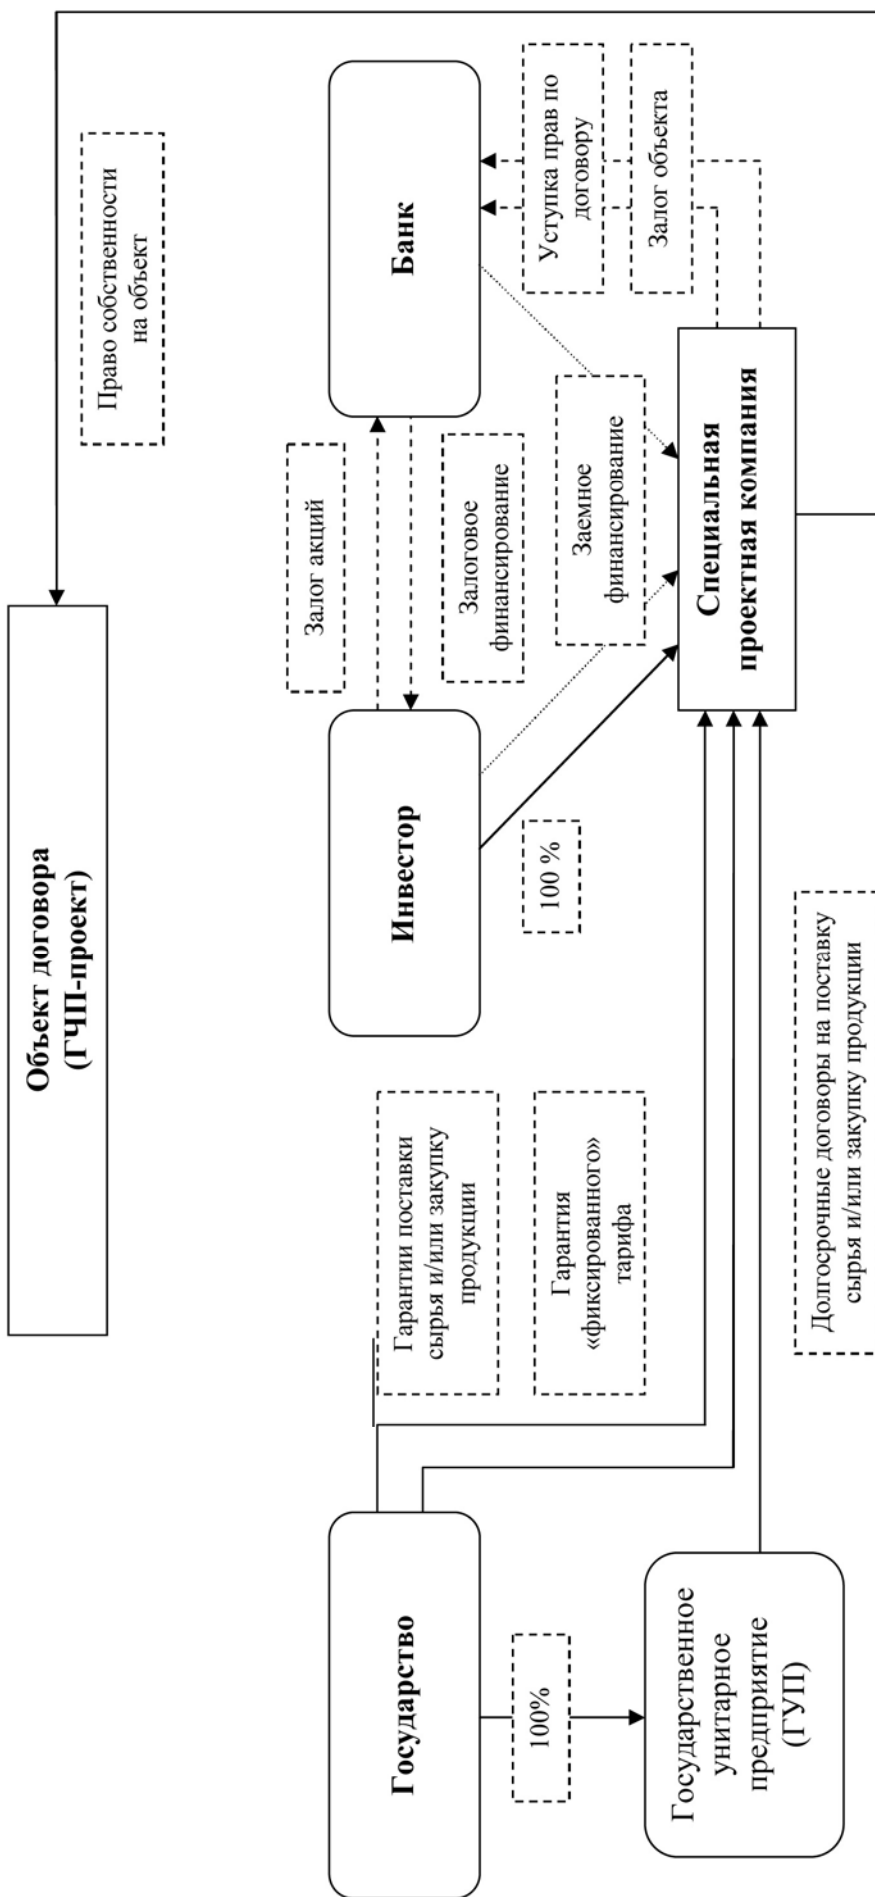 Объект договора
(ГЧП-проект)
Право собственности
на объект
Государство
Гарантии поставки
сырья и/или закупку
продукции
Гарантия
«фиксированного»
тарифа
Инвестор
Залог акций
Залоговое
финансирование
Банк
100%
100 %
Заемное
финансирование
Уступка прав по
договору
Залог объекта
Государственное
унитарное
предприятие
(ГУП)
Специальная
проектная компания
Долгосрочные договоры на поставку
сырья и/или закупку продукции